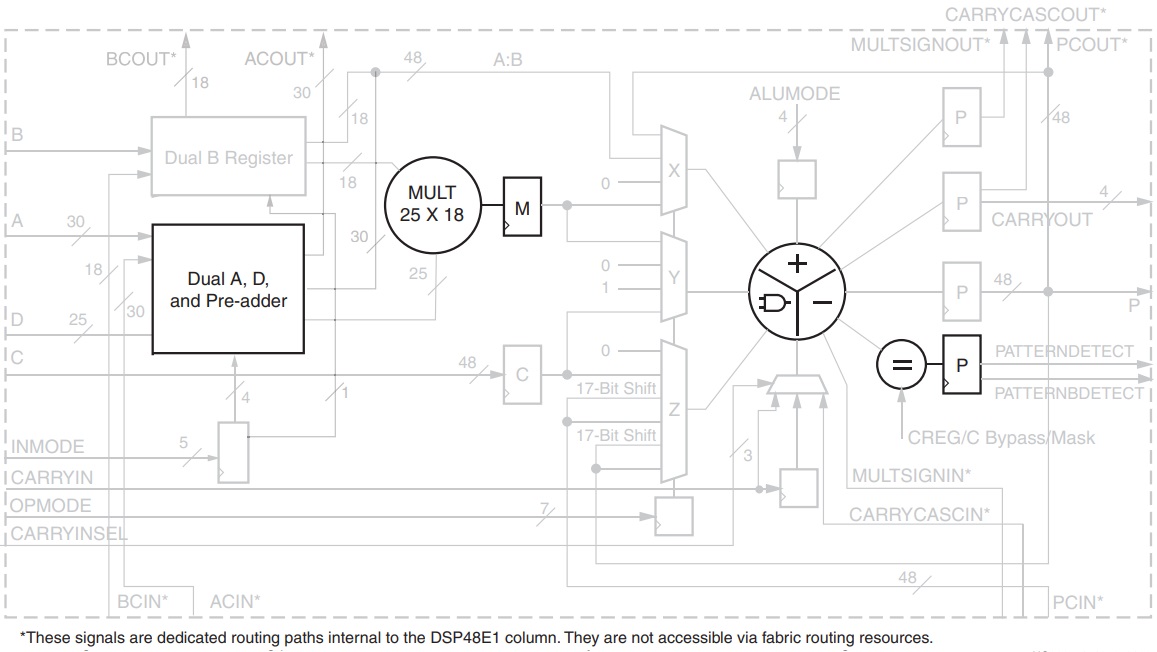 CARRYCASCOUT*
BCOUT* ACOUT* 48 A:B MULTSIGNOUT* PCOUT*
18 30 ALUMODE
18 4 P 48
B
Dual B Register
18 X
0
MULT
25 X 18
M P 4
A 30 CARRYOUT
30
18 25 0 Y
Dual A, D,
and Pre-adder
1 + − P 48
30 P
D 25
C 0 = P PATTERNDETECT
48 C
17-Bit Shift PATTERNBDETECT
4 1 Z
17-Bit Shift CREG/C Bypass/Mask
INMODE 5
3
CARRYIN MULTSIGNIN*
OPMODE 7 CARRYCASCIN*
CARRYINSEL
48
BCIN* ACIN* PCIN*
*These signals are dedicated routing paths internal to the DSP48E1 column. They are not accessible via fabric routing resources.